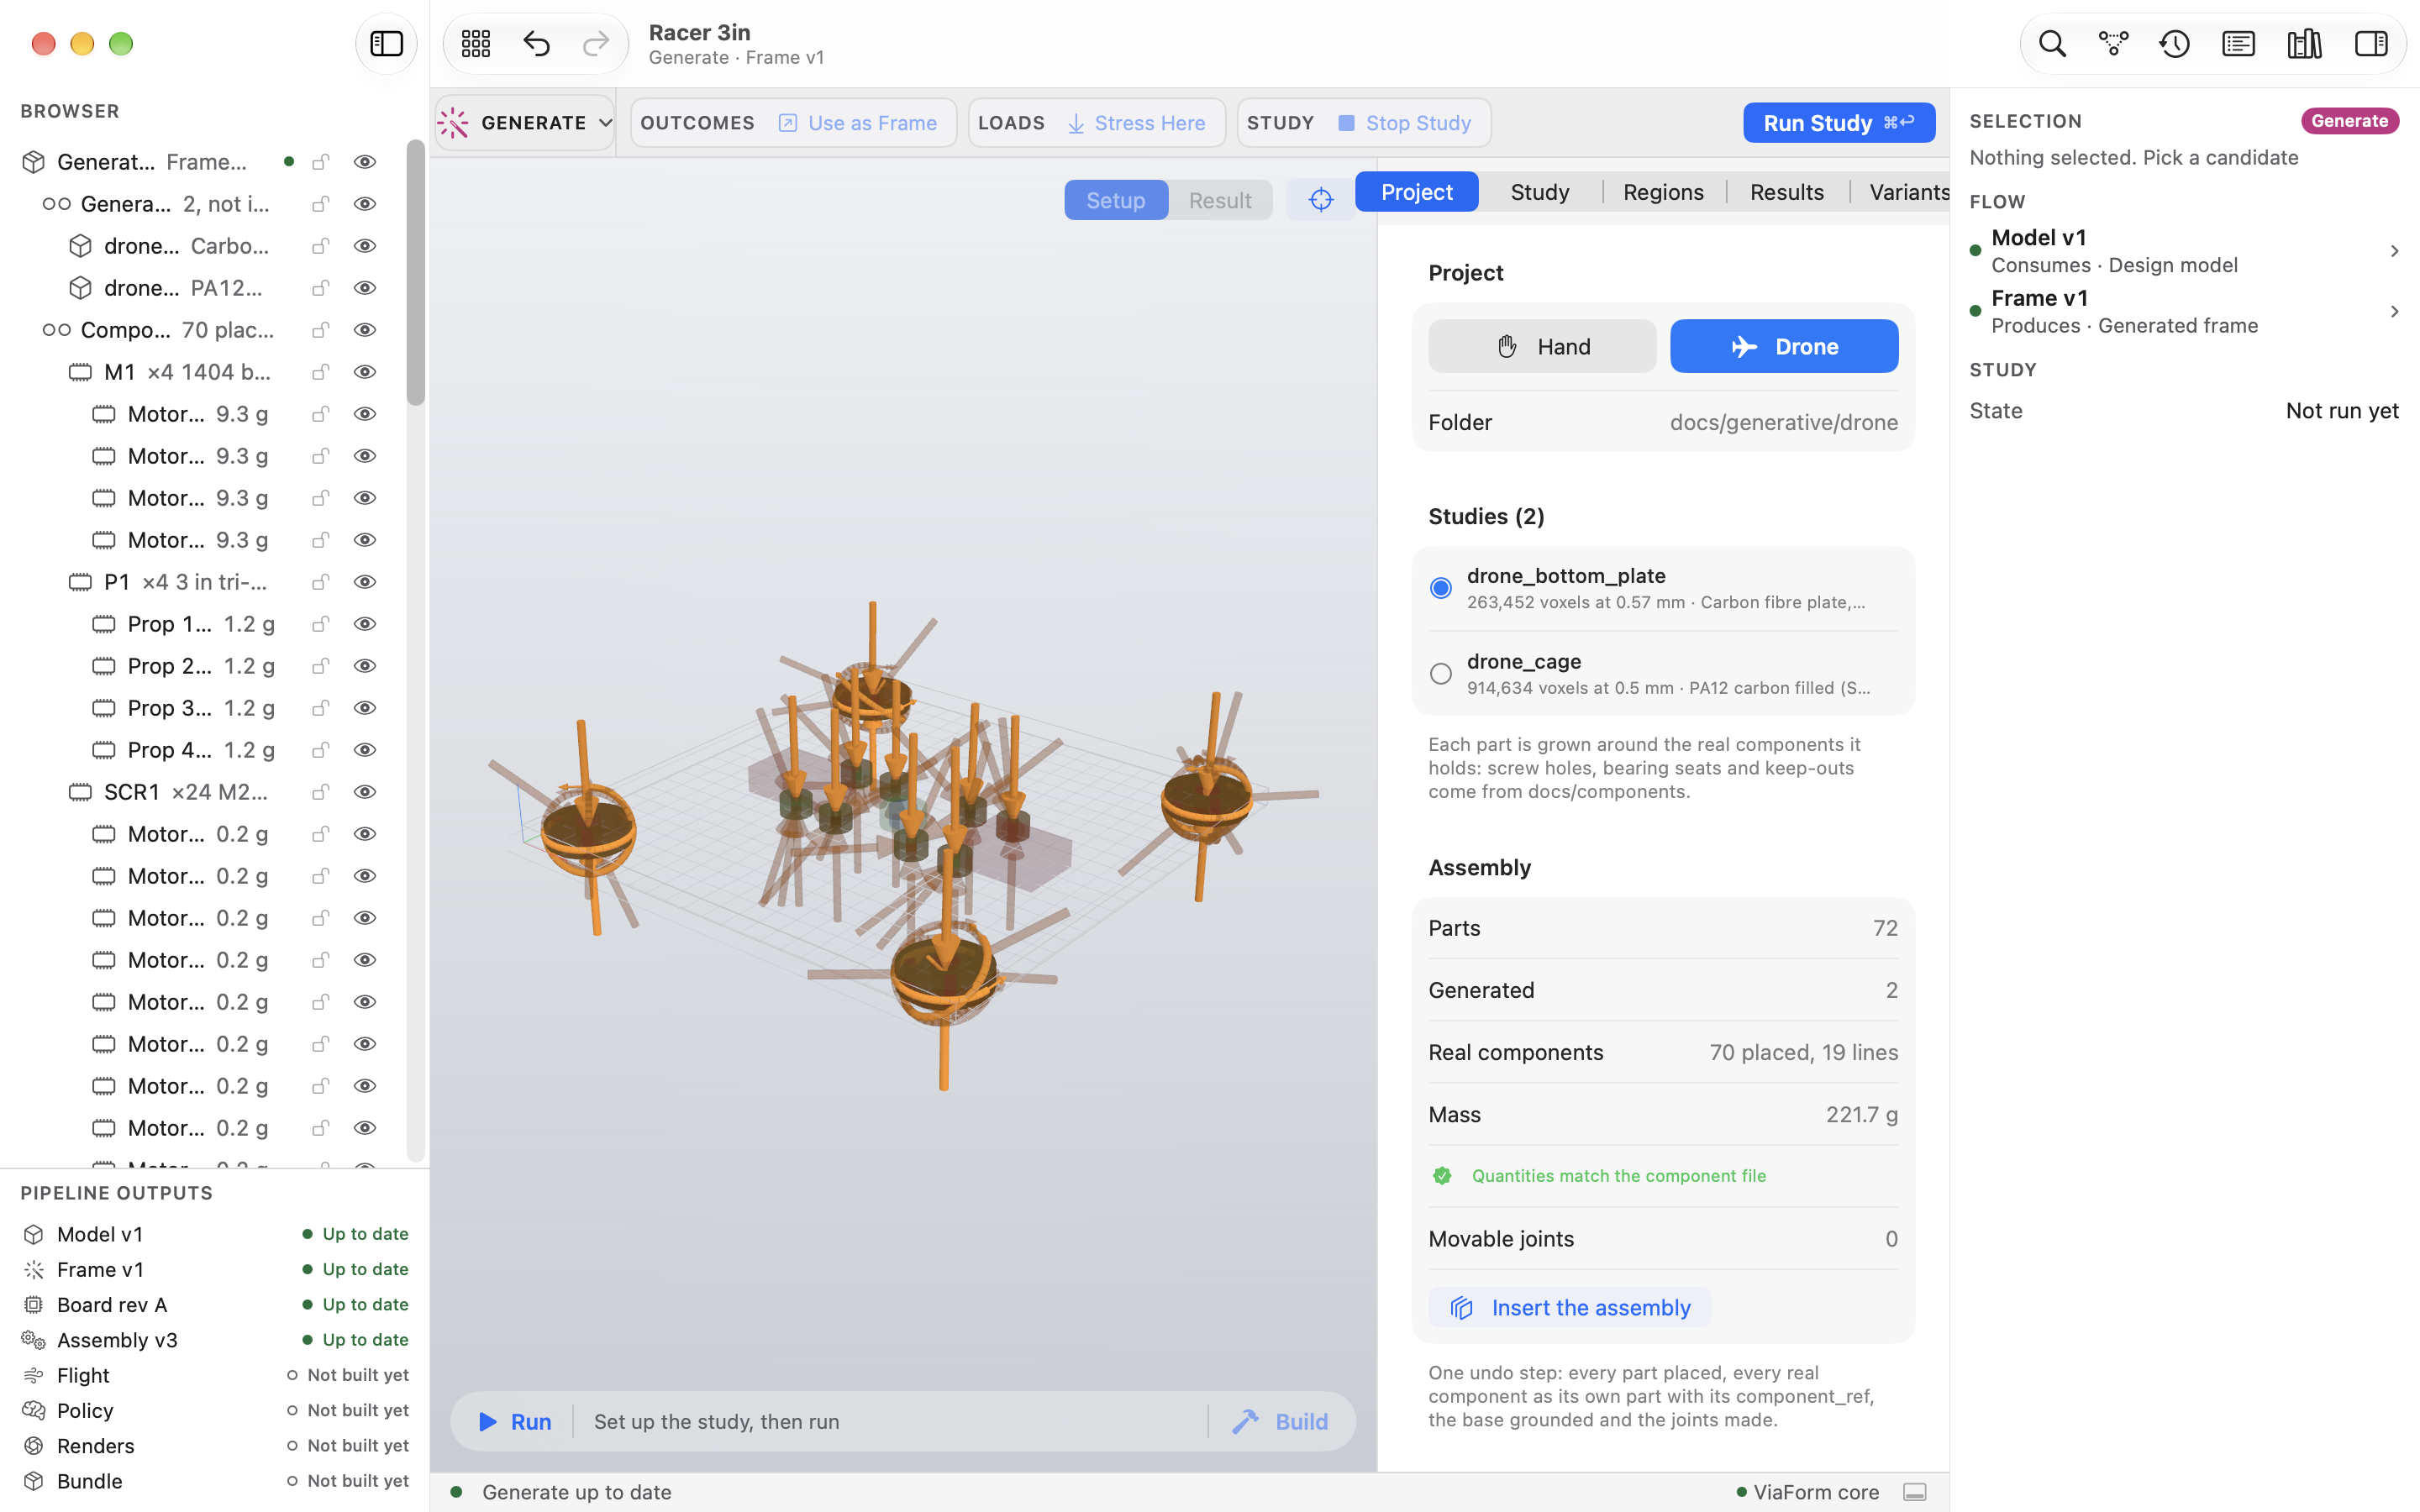 Racer 3in
Generate · Frame v1
BROWSER
Generat... Frame...
Genera... 2, not i...
drone... Carbo...
drone... PA12...
Compo... 70 plac...
M1 ×4 1404 b...
Motor... 9.3 g
Motor... 9.3 g
Motor... 9.3 g
Motor... 9.3 g
P1 ×4 3 in tri-...
Prop 1... 1.2 g
Prop 2... 1.2 g
Prop 3... 1.2 g
Prop 4... 1.2 g
SCR1 ×24 M2...
Motor... 0.2 g
Motor... 0.2 g
Motor... 0.2 g
Motor... 0.2 g
Motor... 0.2 g
Motor... 0.2 g
Motor... 0.2 g
Motor... 0.2 g
Motor... 0.2 g
PIPELINE OUTPUTS
Model v1 Up to date
Frame v1 Up to date
Board rev A Up to date
Assembly v3 Up to date
Flight Not built yet
Policy Not built yet
Renders Not built yet
Bundle Not built yet
GENERATE
OUTCOMES Use as Frame
LOADS Stress Here
STUDY Stop Study
Run Study ⌘↩
Setup Result
Project Study Regions Results Variants
Project
Hand Drone
Folder docs/generative/drone
Studies (2)
drone_bottom_plate
263,452 voxels at 0.57 mm · Carbon fibre plate,...
drone_cage
914,634 voxels at 0.5 mm · PA12 carbon filled (S...
Each part is grown around the real components it
holds: screw holes, bearing seats and keep-outs
come from docs/components.
Assembly
Parts 72
Generated 2
Real components 70 placed, 19 lines
Mass 221.7 g
Quantities match the component file
Movable joints 0
Insert the assembly
One undo step: every part placed, every real
component as its own part with its component_ref,
the base grounded and the joints made.
Run Set up the study, then run Build
Generate up to date
ViaForm core
SELECTION Generate
Nothing selected. Pick a candidate
FLOW
Model v1
Consumes · Design model
Frame v1
Produces · Generated frame
STUDY
State Not run yet